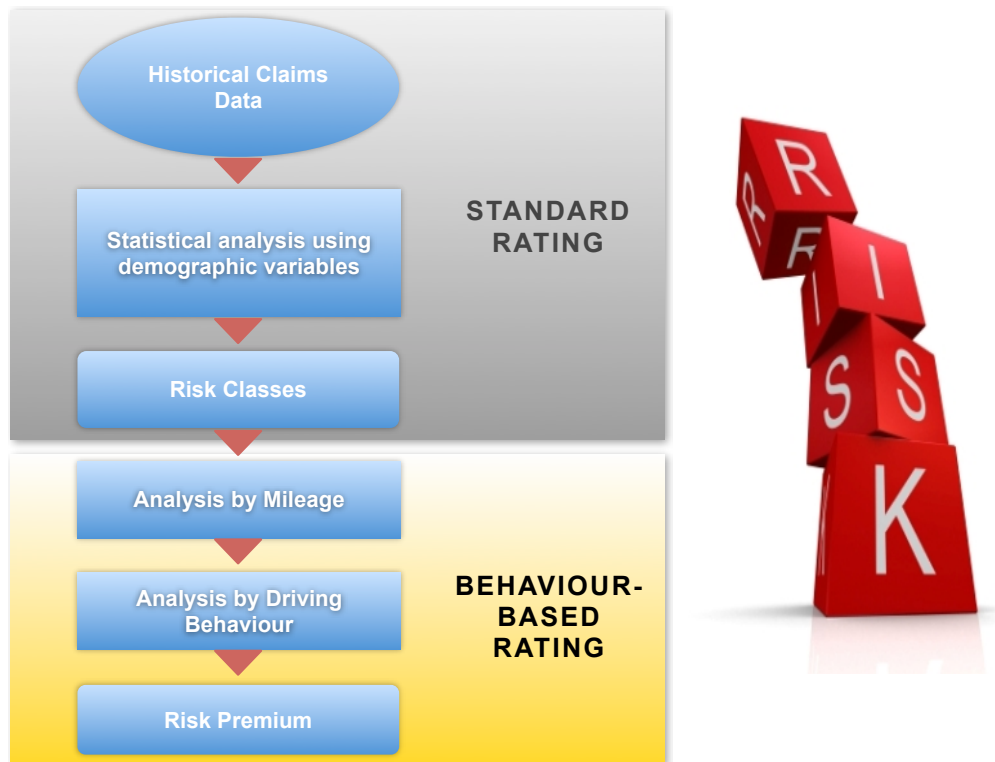 Historical Claims
Data
Statistical analysis using
demographic variables
STANDARD
RATING
Risk Classes
Analysis by Mileage
Analysis by Driving
Behaviour
BEHAVIOUR-
BASED
RATING
Risk Premium
R
R
R
I
I
S
S
K
K